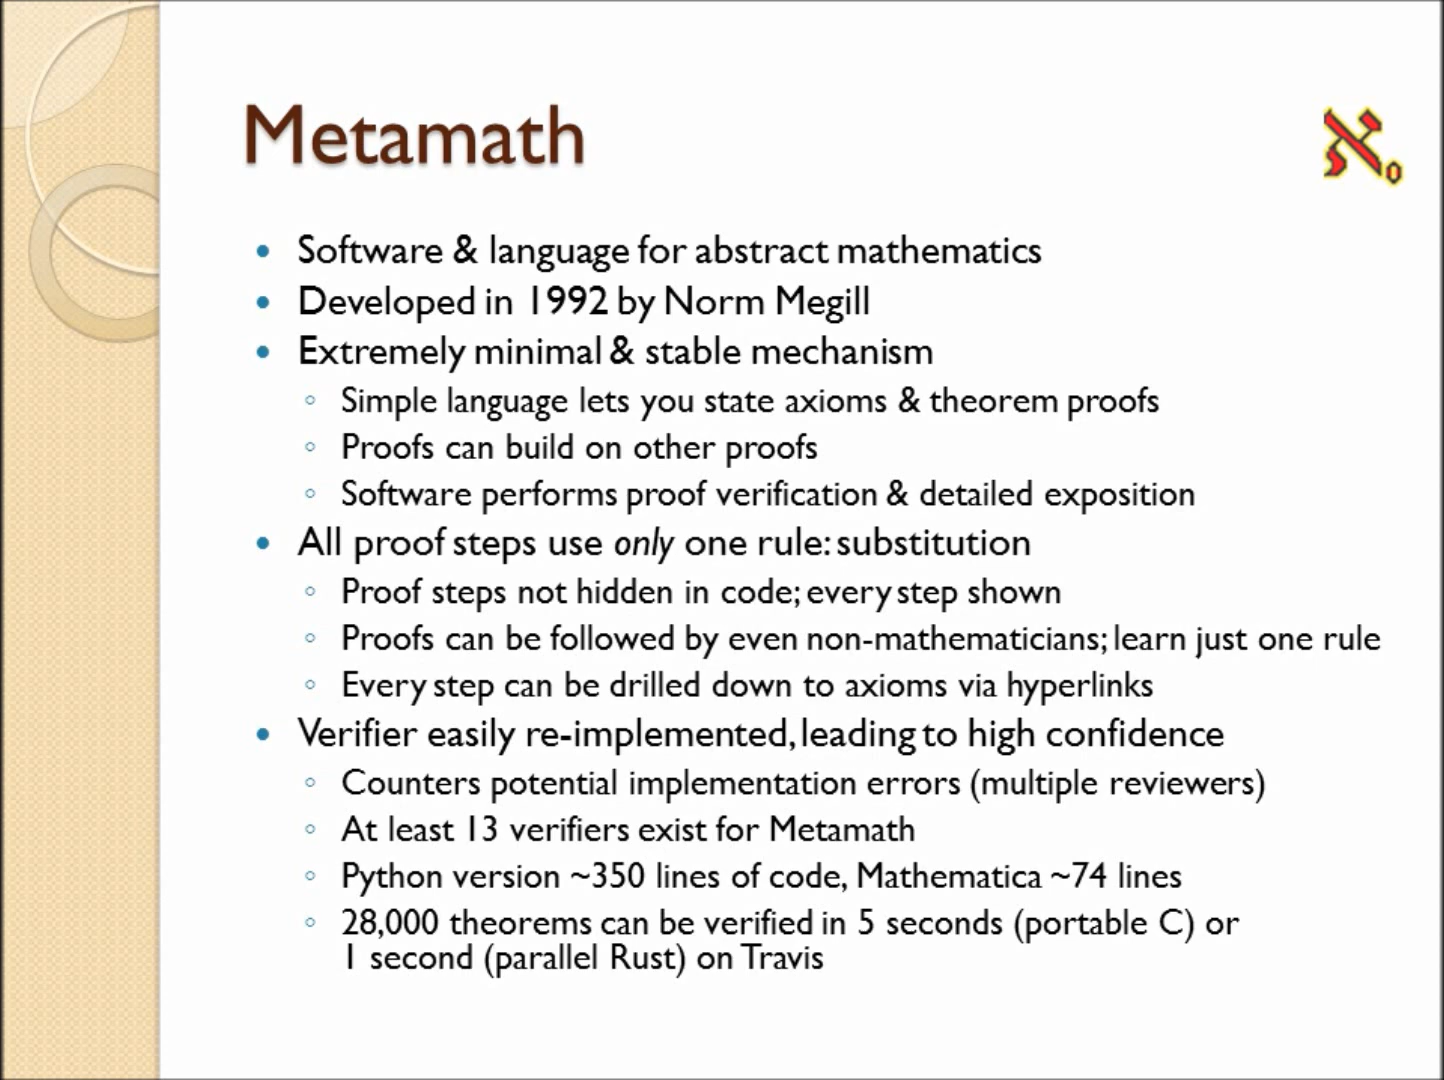 Metamath
ℵ0
• Software & language for abstract mathematics
• Developed in 1992 by Norm Megill
• Extremely minimal & stable mechanism
◦ Simple language lets you state axioms & theorem proofs
◦ Proofs can build on other proofs
◦ Software performs proof verification & detailed exposition
• All proof steps use only one rule: substitution
◦ Proof steps not hidden in code; every step shown
◦ Proofs can be followed by even non-mathematicians; learn just one rule
◦ Every step can be drilled down to axioms via hyperlinks
• Verifier easily re-implemented, leading to high confidence
◦ Counters potential implementation errors (multiple reviewers)
◦ At least 13 verifiers exist for Metamath
◦ Python version ~350 lines of code, Mathematica ~74 lines
◦ 28,000 theorems can be verified in 5 seconds (portable C) or
1 second (parallel Rust) on Travis